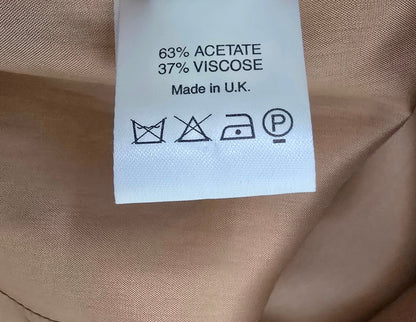 63% ACETATE
37% VISCOSE
Made in U.K.
P